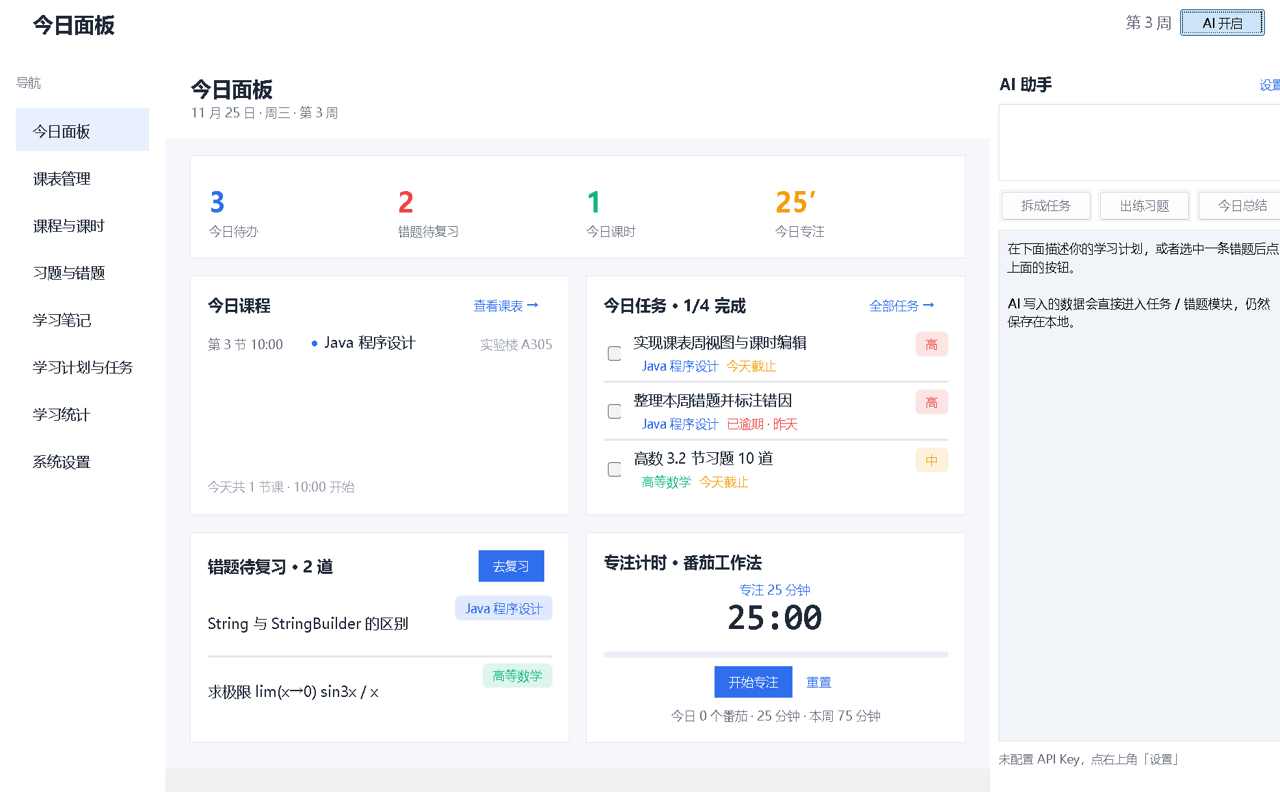 今日面板
第 3 周
AI 开启
导航
今日面板
课表管理
课程与课时
习题与错题
学习笔记
学习计划与任务
学习统计
系统设置
今日面板
11 月 25 日 · 周三 · 第 3 周
3
今日待办
2
错题待复习
1
今日课时
25′
今日专注
今日课程
查看课表 →
第 3 节 10:00
• Java 程序设计
实验楼 A305
今天共 1 节课 · 10:00 开始
今日任务 • 1/4 完成
全部任务 →
实现课表周视图与课时编辑
高
Java 程序设计 今天截止
整理本周错题并标注错因
高
Java 程序设计 已逾期 · 昨天
高数 3.2 节习题 10 道
中
高等数学 今天截止
错题待复习 • 2 道
去复习
Java 程序设计
String 与 StringBuilder 的区别
高等数学
求极限 lim(x→0) sin3x / x
专注计时 • 番茄工作法
专注 25 分钟
25:00
开始专注
重置
今日 0 个番茄 · 25 分钟 · 本周 75 分钟
AI 助手
设置
拆成任务
出练习题
今日总结
在下面描述你的学习计划，或者选中一条错题后点
上面的按钮。
AI 写入的数据会直接进入任务 / 错题模块，仍然
保存在本地。
未配置 API Key，点右上角「设置」